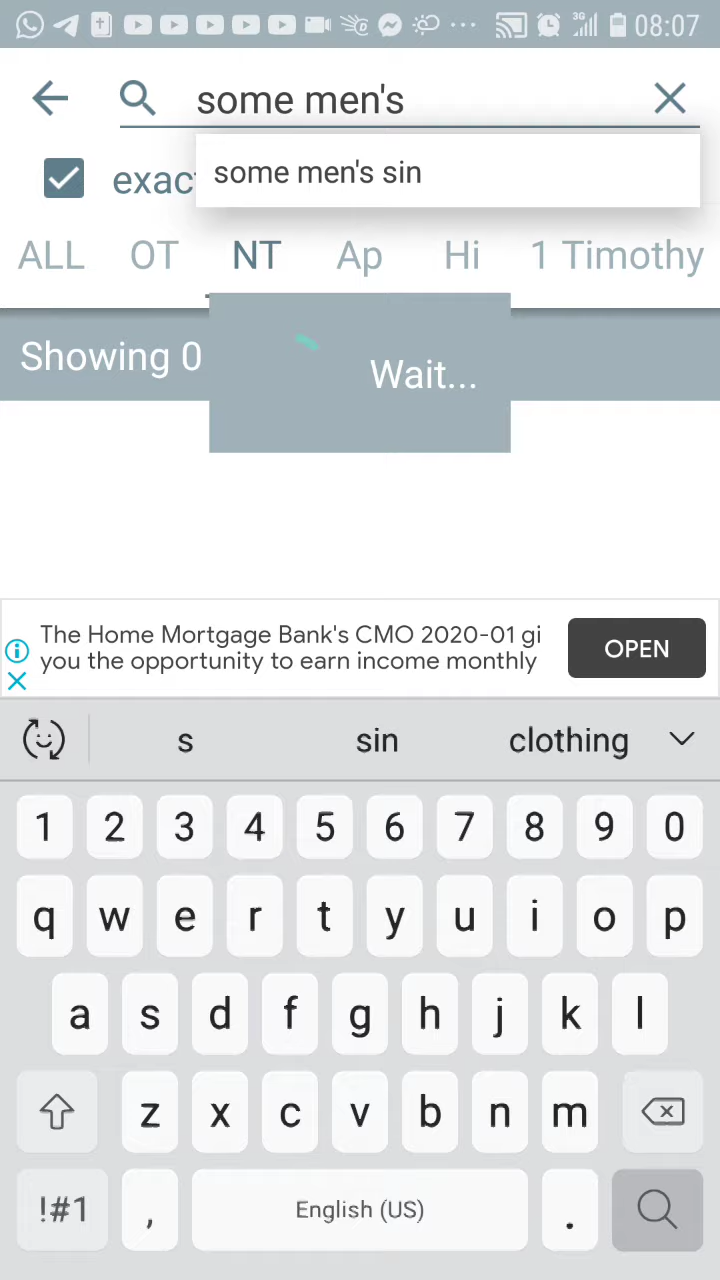 3G 08:07
some men's
some men's sin
exac
ALL OT NT Ap Hi 1 Timothy
Showing 0
Wait...
The Home Mortgage Bank's CMO 2020-01 gi
you the opportunity to earn income monthly
OPEN
s sin clothing
1 2 3 4 5 6 7 8 9 0
q w e r t y u i o p
a s d f g h j k l
z x c v b n m
!#1 , English (US) .